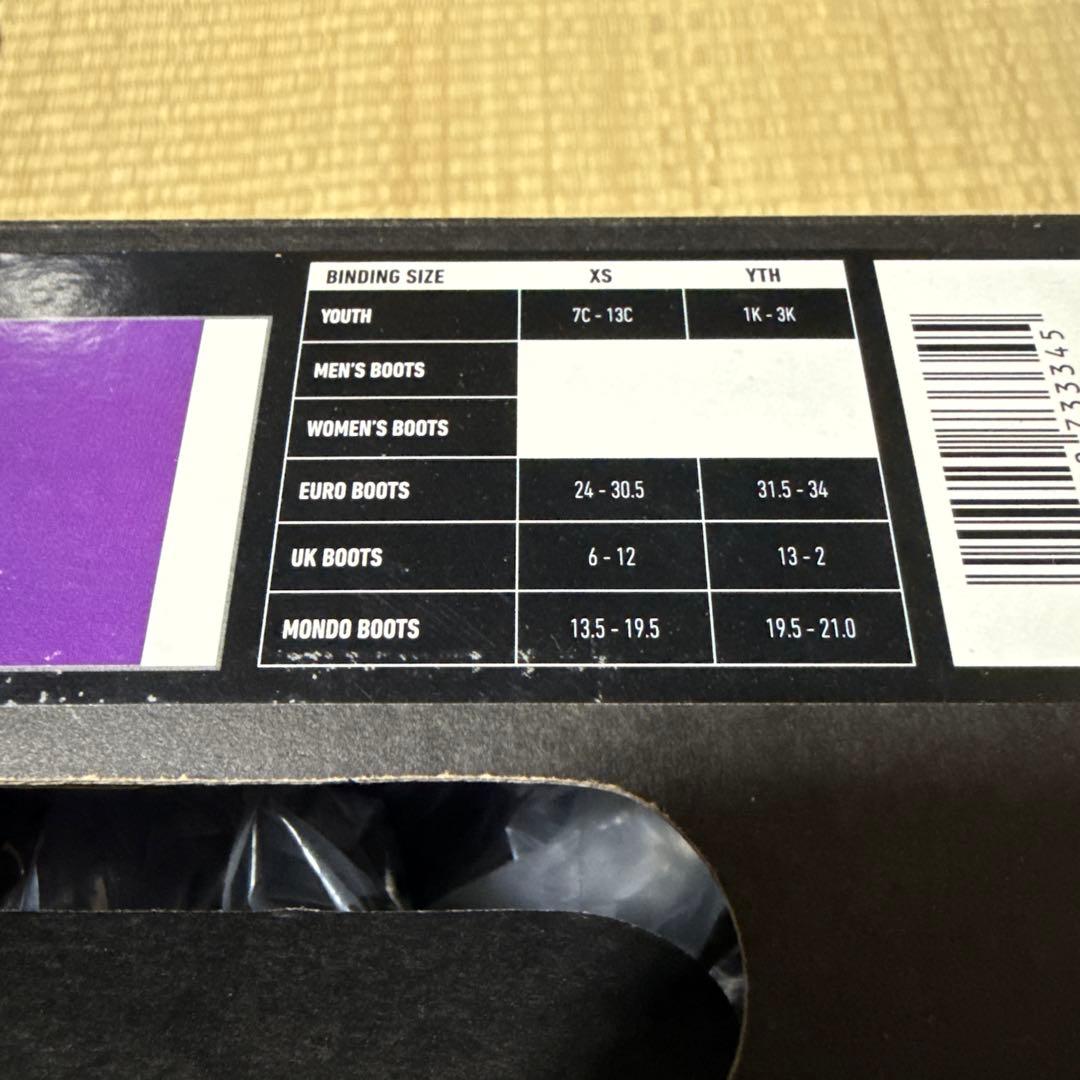 BINDING SIZE XS YTH
YOUTH 7C - 13C 1K - 3K
MEN'S BOOTS
WOMEN'S BOOTS
EURO BOOTS 24 - 30.5 31.5 - 34
UK BOOTS 6 - 12 13 - 2
MONDO BOOTS 13.5 - 19.5 19.5 - 21.0
733345